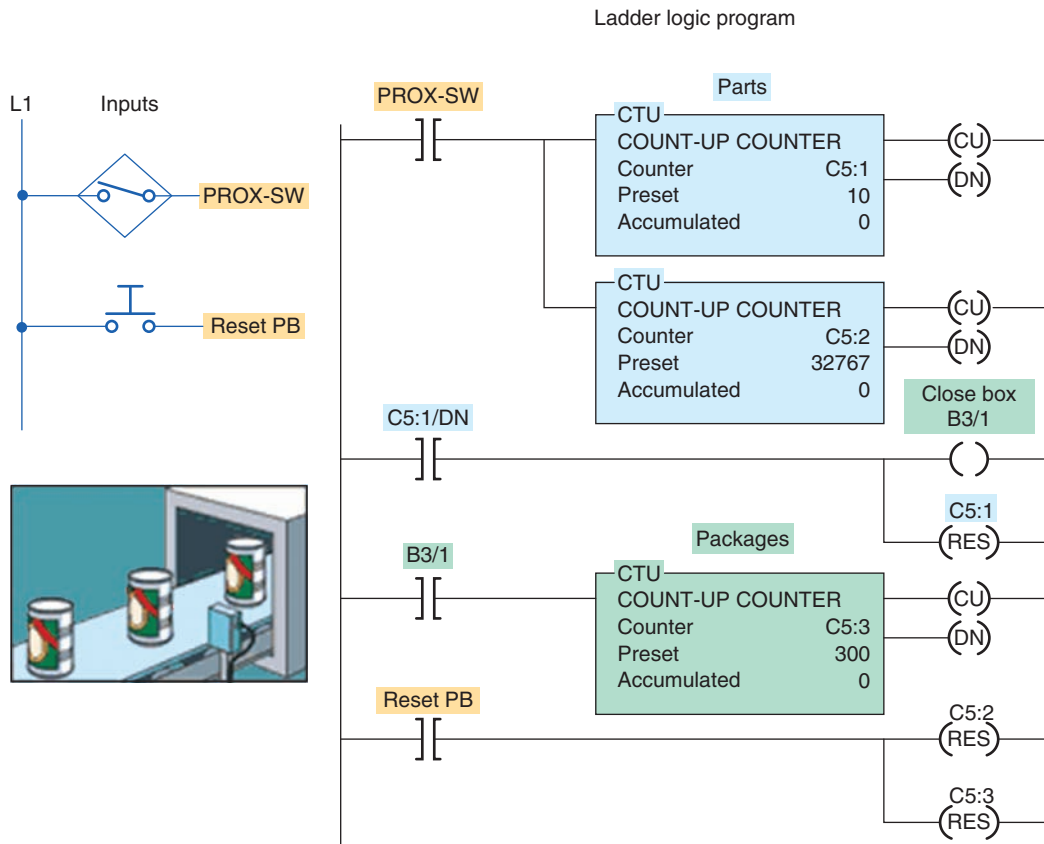 Ladder logic program
L1
Inputs
PROX-SW
Reset PB
PROX-SW
Parts
CTU
COUNT-UP COUNTER
Counter C5:1
Preset 10
Accumulated 0
CU
DN
CTU
COUNT-UP COUNTER
Counter C5:2
Preset 32767
Accumulated 0
CU
DN
C5:1/DN
Close box
B3/1
C5:1
RES
B3/1
Packages
CTU
COUNT-UP COUNTER
Counter C5:3
Preset 300
Accumulated 0
CU
DN
Reset PB
C5:2
RES
C5:3
RES